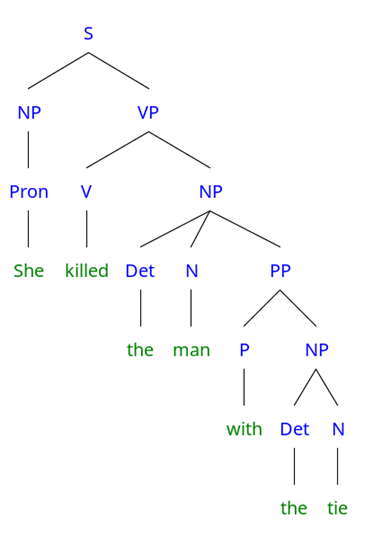 S
NP VP
Pron V NP
She killed Det N PP
the man P NP
with Det N
the tie